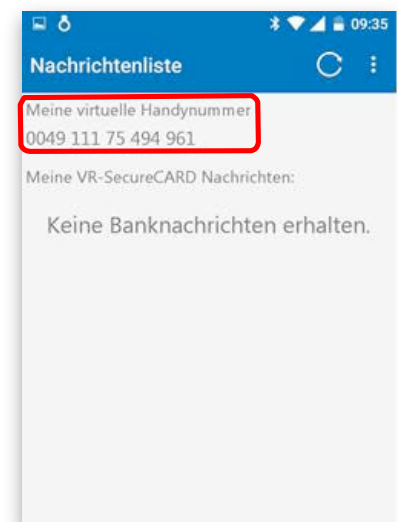 09:35
Nachrichtenliste
Meine virtuelle Handynummer
0049 111 75 494 961
Meine VR-SecureCARD Nachrichten:
Keine Banknachrichten erhalten.